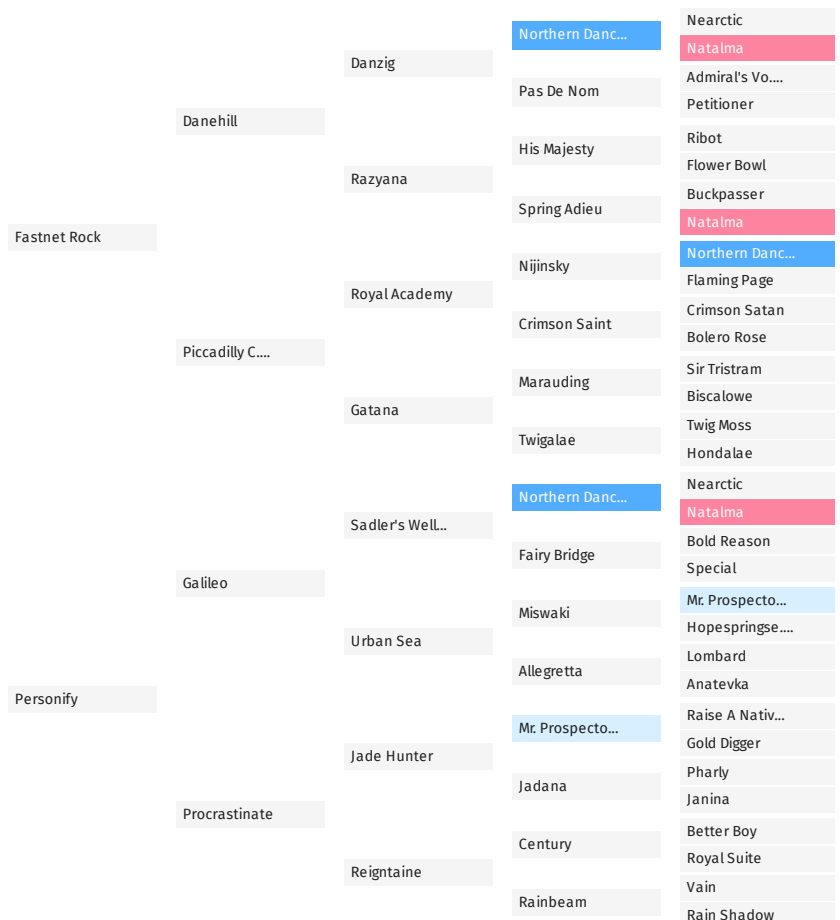 Fastnet Rock
Personify
Danehill
Piccadilly C....
Galileo
Procrastinate
Danzig
Razyana
Royal Academy
Gatana
Sadler's Well...
Urban Sea
Jade Hunter
Reigntaine
Northern Danc...
Pas De Nom
His Majesty
Spring Adieu
Nijinsky
Crimson Saint
Marauding
Twigalae
Northern Danc...
Fairy Bridge
Miswaki
Allegretta
Mr. Prospecto...
Jadana
Century
Rainbeam
Nearctic
Natalma
Admiral's Vo....
Petitioner
Ribot
Flower Bowl
Buckpasser
Natalma
Northern Danc...
Flaming Page
Crimson Satan
Bolero Rose
Sir Tristram
Biscalowe
Twig Moss
Hondalae
Nearctic
Natalma
Bold Reason
Special
Mr. Prospecto...
Hopespringse....
Lombard
Anatevka
Raise A Nativ...
Gold Digger
Pharly
Janina
Better Boy
Royal Suite
Vain
Rain Shadow